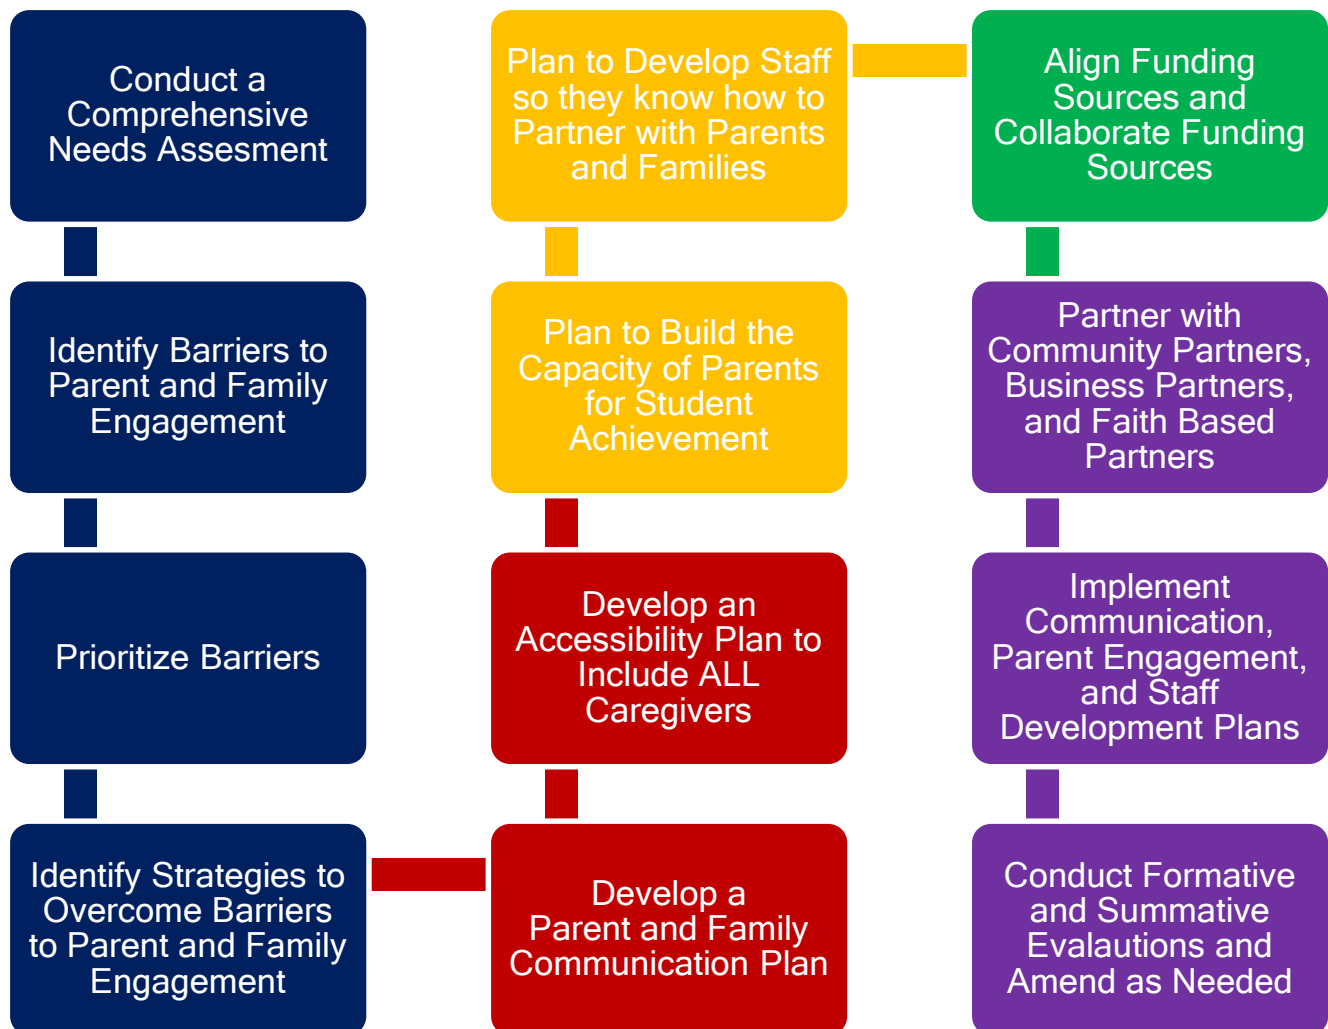 Conduct a
Comprehensive
Needs Assesment
Identify Barriers to
Parent and Family
Engagement
Prioritize Barriers
Identify Strategies to
Overcome Barriers
to Parent and Family
Engagement
Develop a
Parent and Family
Communication Plan
Develop an
Accessibility Plan to
Include ALL
Caregivers
Plan to Build the
Capacity of Parents
for Student
Achievement
Plan to Develop Staff
so they know how to
Partner with Parents
and Families
Align Funding
Sources and
Collaborate Funding
Sources
Partner with
Community Partners,
Business Partners,
and Faith Based
Partners
Implement
Communication,
Parent Engagement,
and Staff
Development Plans
Conduct Formative
and Summative
Evalautions and
Amend as Needed